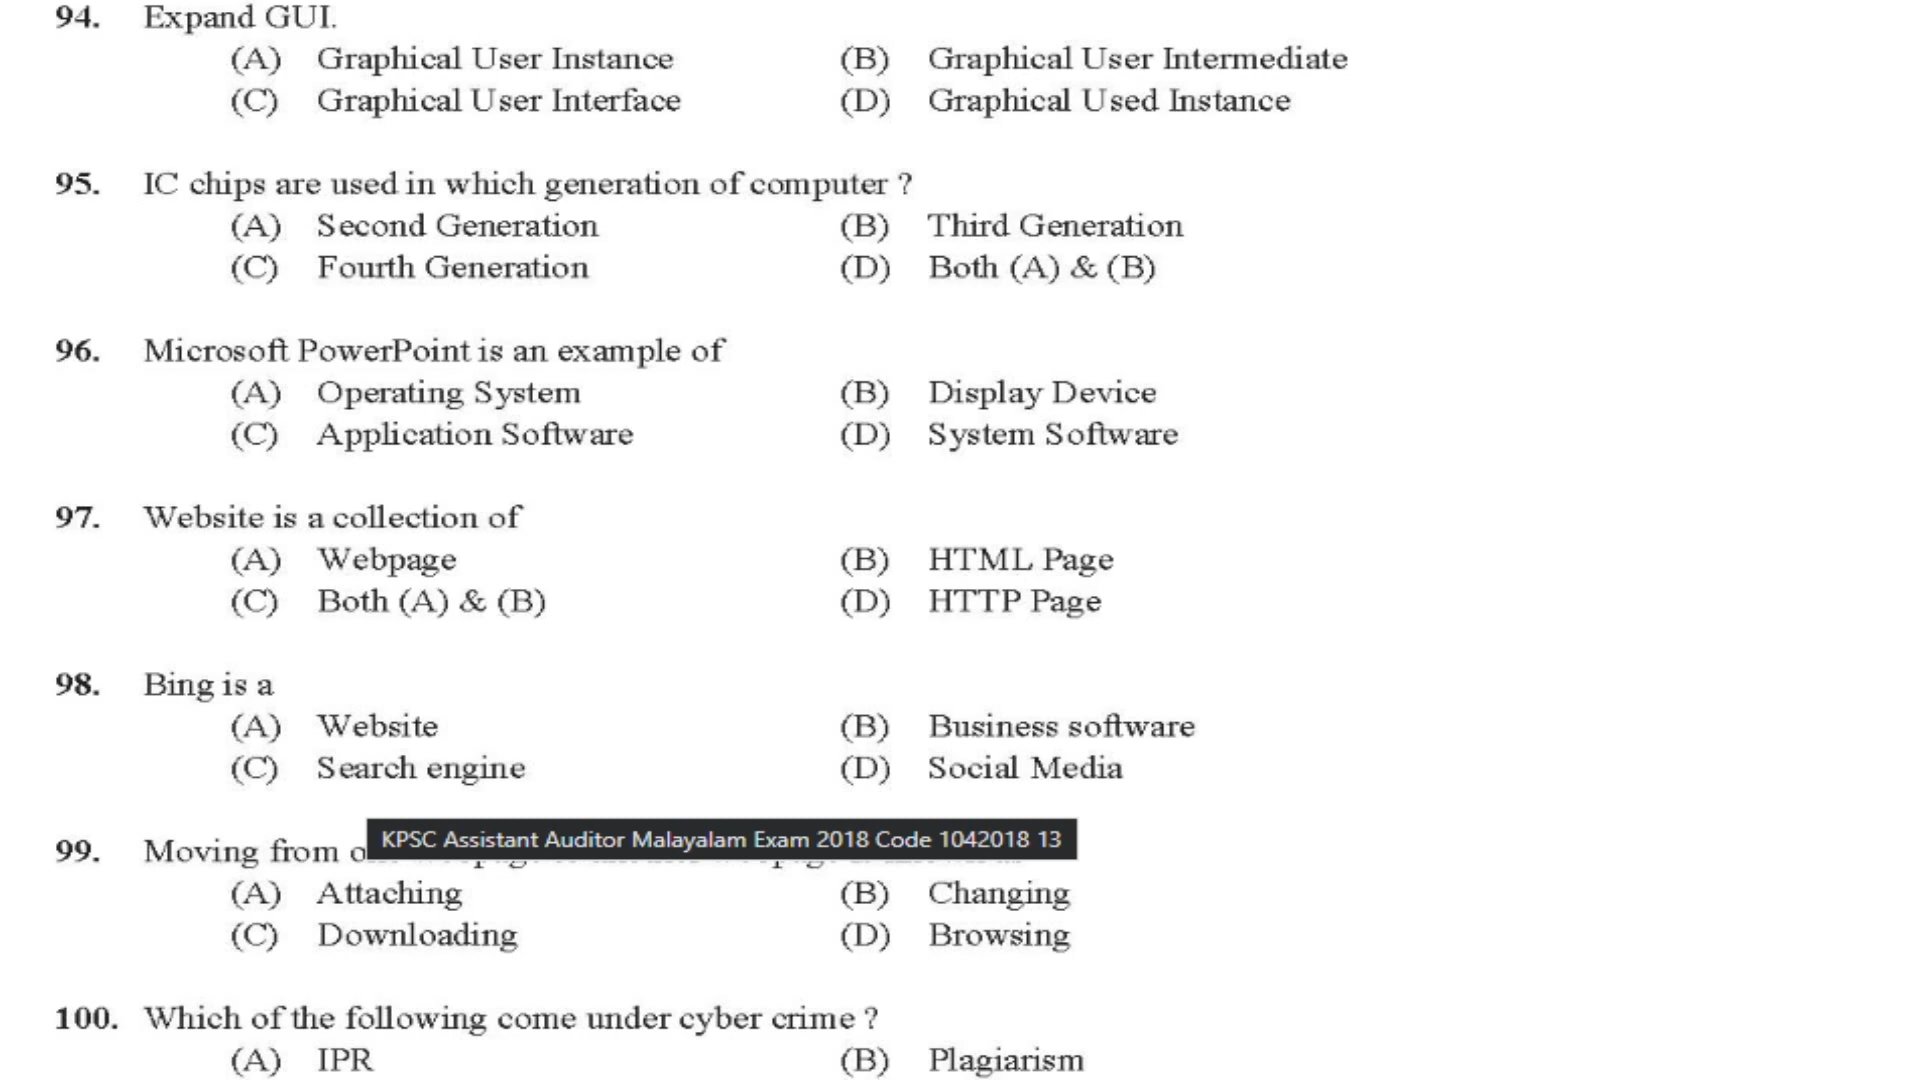 94. Expand GUI.
(A) Graphical User Instance (B) Graphical User Intermediate
(C) Graphical User Interface (D) Graphical Used Instance
95. IC chips are used in which generation of computer ?
(A) Second Generation (B) Third Generation
(C) Fourth Generation (D) Both (A) & (B)
96. Microsoft PowerPoint is an example of
(A) Operating System (B) Display Device
(C) Application Software (D) System Software
97. Website is a collection of
(A) Webpage (B) HTML Page
(C) Both (A) & (B) (D) HTTP Page
98. Bing is a
(A) Website (B) Business software
(C) Search engine (D) Social Media
KPSC Assistant Auditor Malayalam Exam 2018 Code 1042018 13
99. Moving from
(A) Attaching (B) Changing
(C) Downloading (D) Browsing
100. Which of the following come under cyber crime ?
(A) IPR (B) Plagiarism